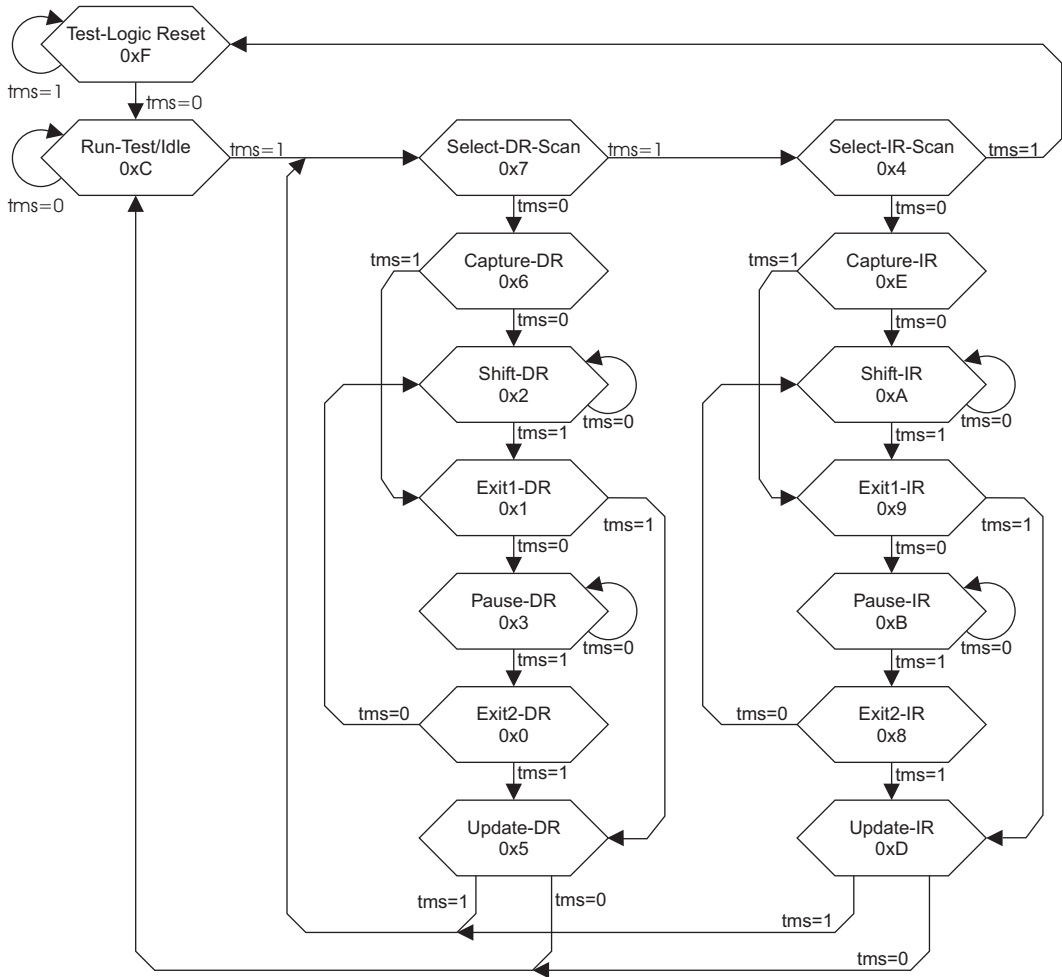 Test-Logic Reset
0xF
tms=1
tms=0
Run-Test/Idle
0xC
tms=1
tms=0
Select-DR-Scan
0x7
tms=1
tms=0
Select-IR-Scan
0x4
tms=1
tms=0
tms=1
Capture-DR
0x6
tms=0
tms=1
Capture-IR
0xE
tms=0
Shift-DR
0x2
tms=0
tms=1
Shift-IR
0xA
tms=0
tms=1
Exit1-DR
0x1
tms=1
tms=0
Exit1-IR
0x9
tms=1
tms=0
Pause-DR
0x3
tms=0
tms=1
Pause-IR
0xB
tms=0
tms=1
tms=0
Exit2-DR
0x0
tms=1
tms=0
Exit2-IR
0x8
tms=1
Update-DR
0x5
tms=1
tms=0
Update-IR
0xD
tms=1
tms=0